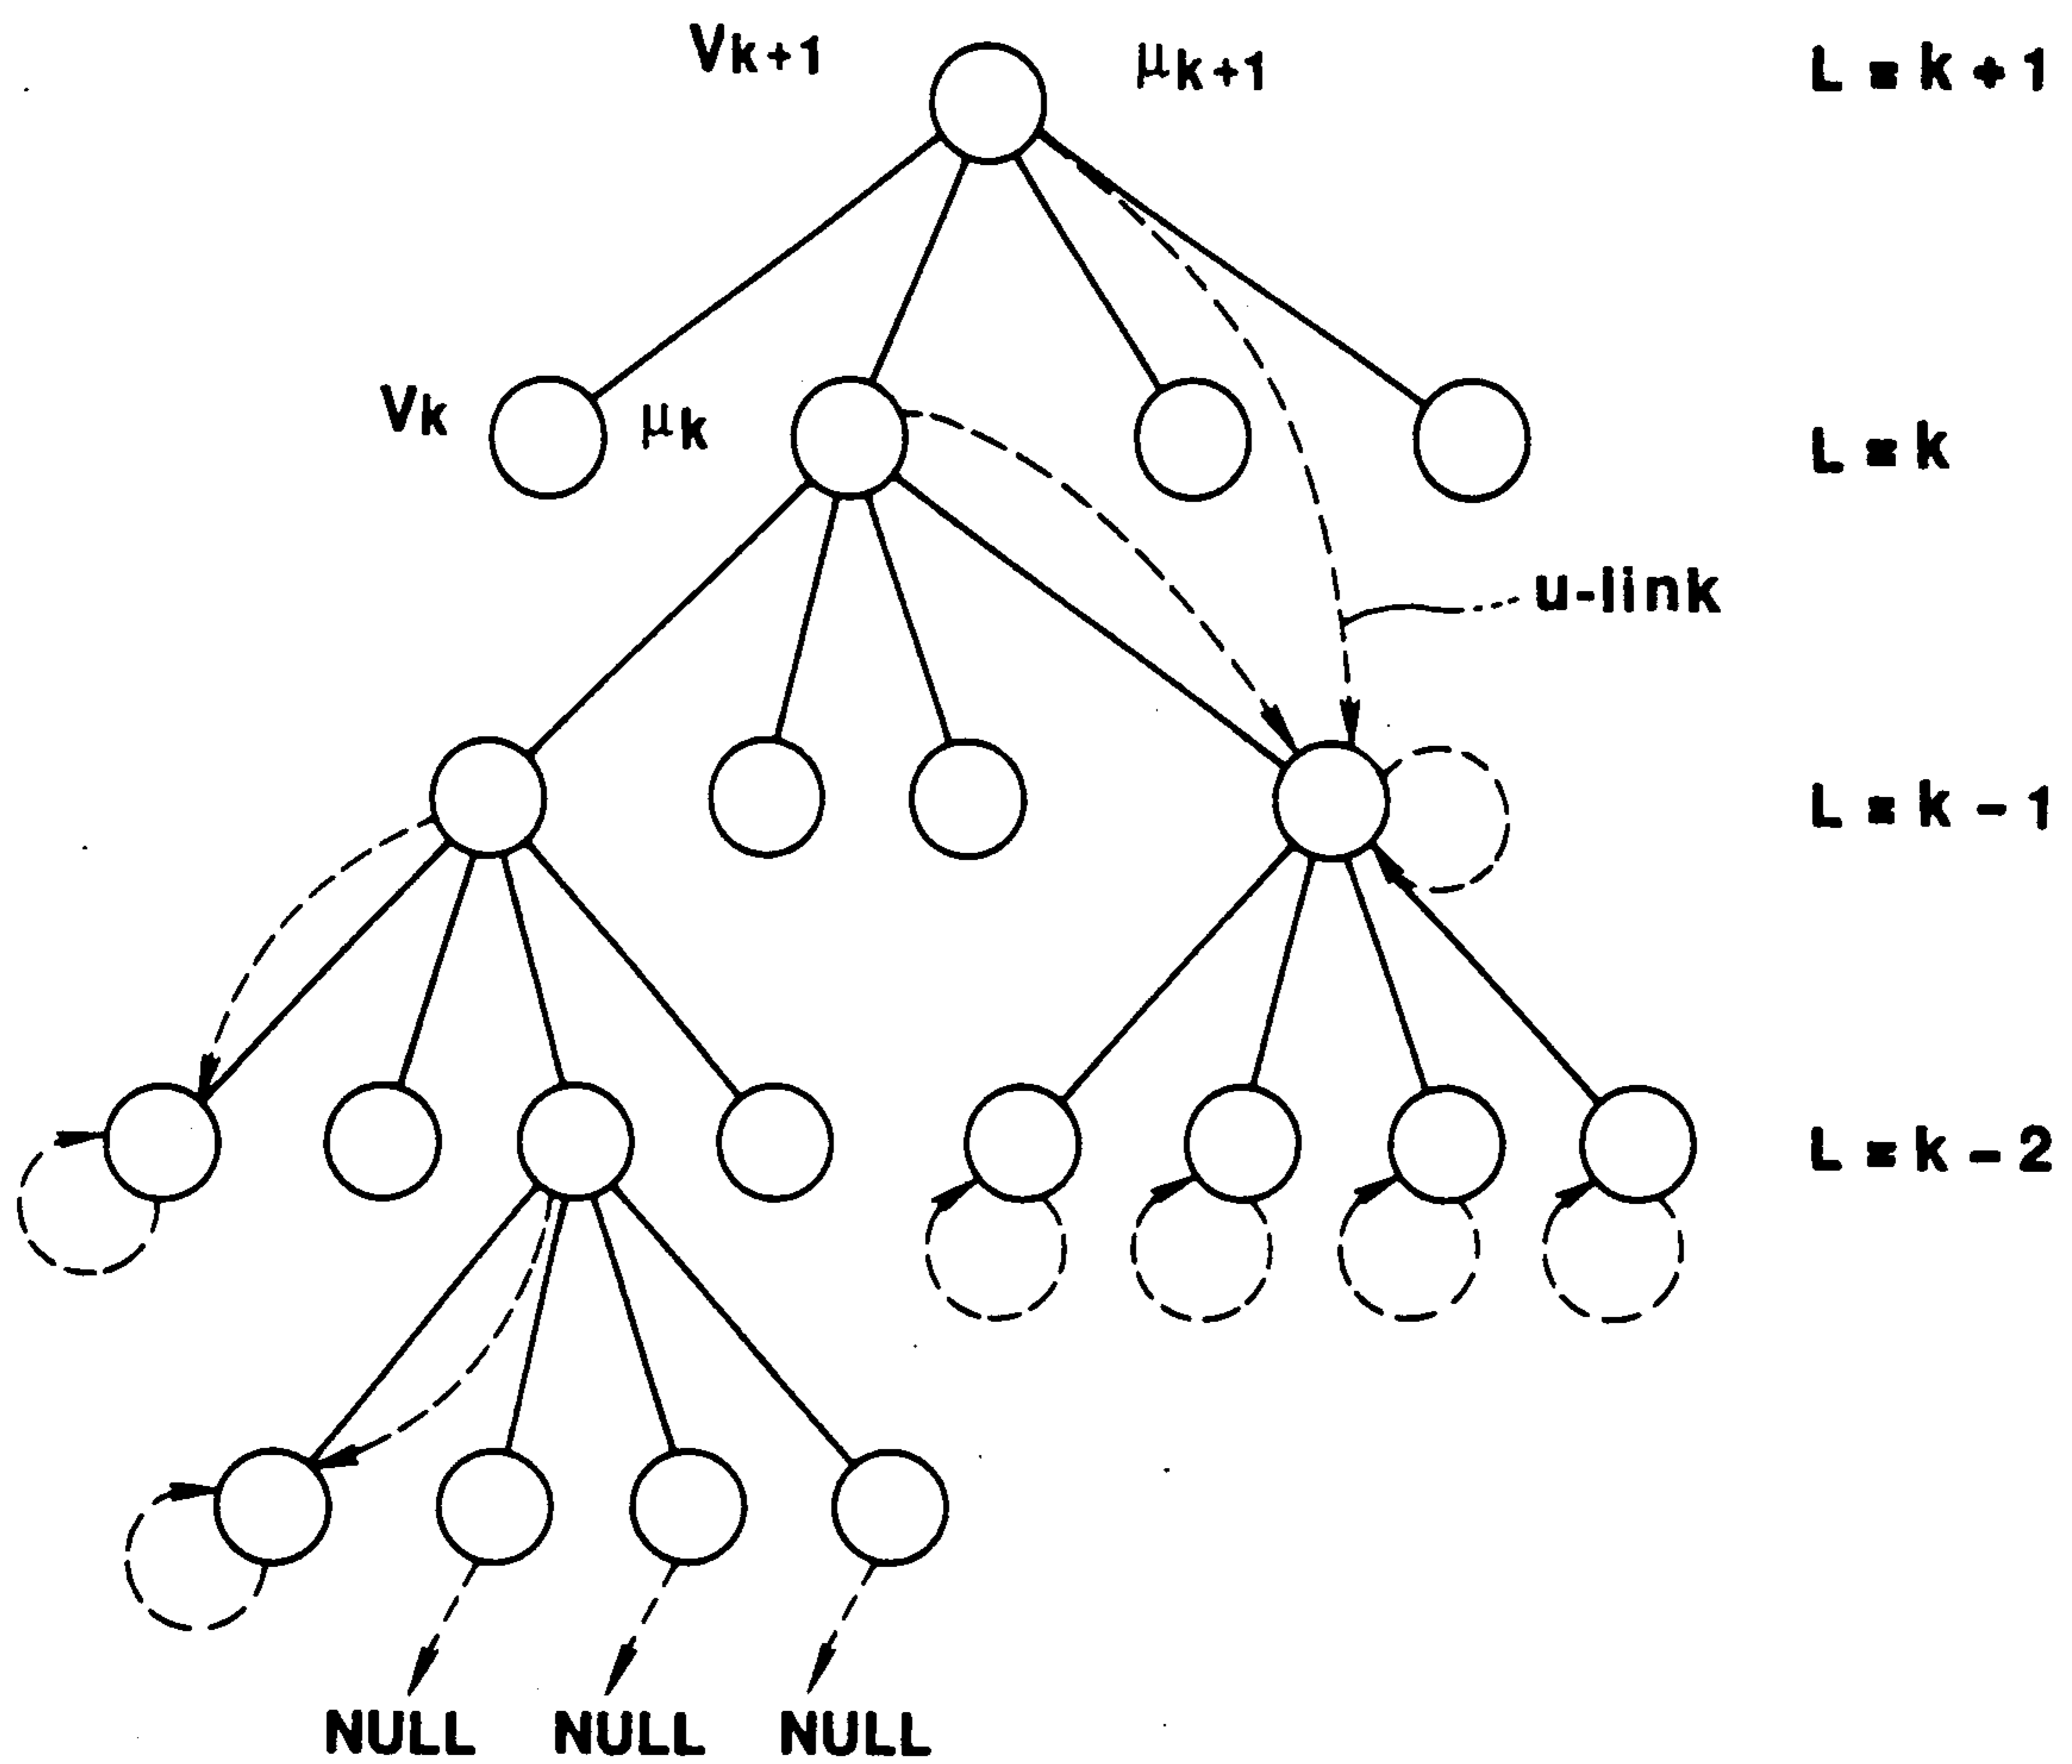 Vk+1 μk+1 L = k + 1
Vk μk L = k
u-link
L = k - 1
L = k - 2
NULL NULL NULL